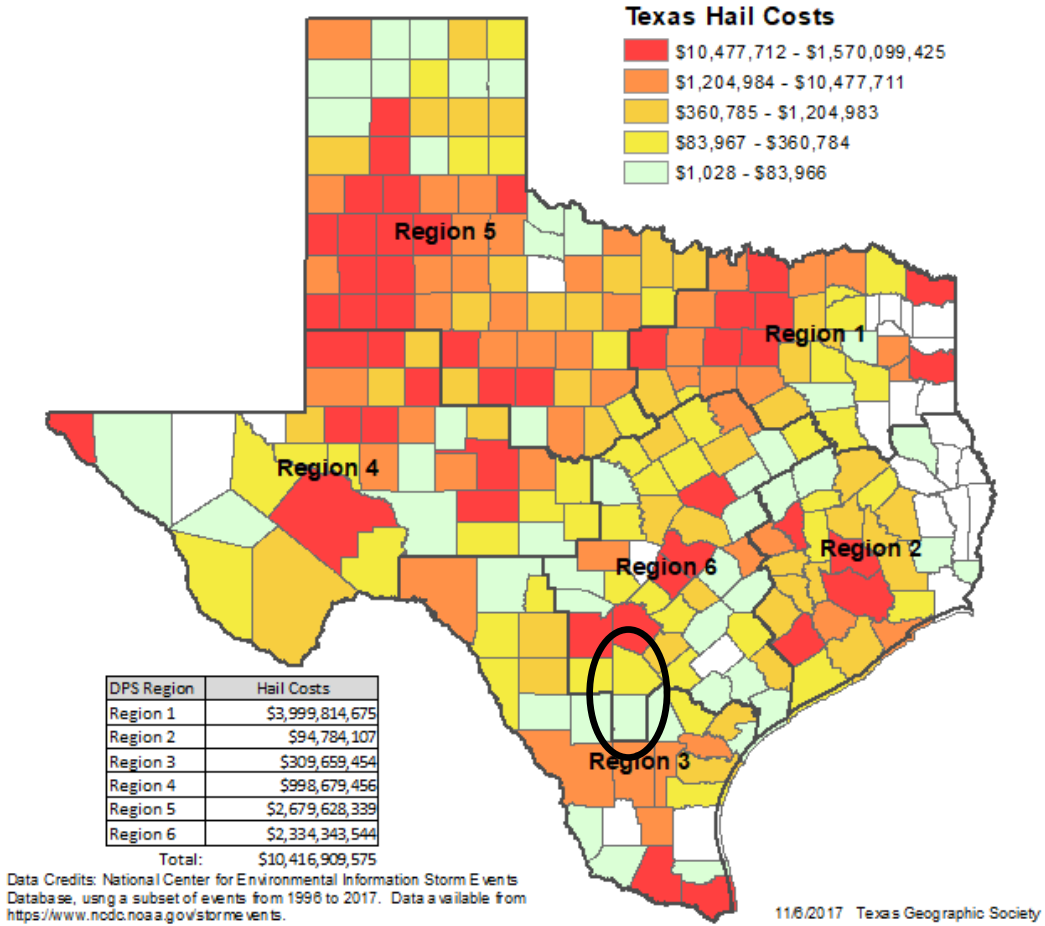 Texas Hail Costs
$10,477,712 - $1,570,099,425
$1,204,984 - $10,477,711
$360,785 - $1,204,983
$83,967 - $360,784
$1,028 - $83,966
Region 5
Region 1
Region 4
Region 2
Region 6
Region 3
DPS Region Hail Costs
Region 1 $3,999,814,675
Region 2 $94,784,107
Region 3 $309,659,454
Region 4 $998,679,456
Region 5 $2,679,628,339
Region 6 $2,334,343,544
Total: $10,416,909,575
Data Credits: National Center for Environmental Information Storm Events
Database, usng a subset of events from 1996 to 2017. Data available from
https://www.ncdc.noaa.gov/stormevents.
11/6/2017 Texas Geographic Society